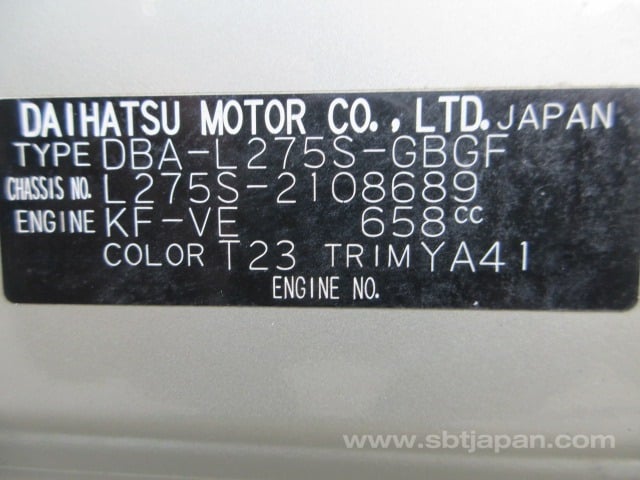 DAIHATSU MOTOR CO., LTD. JAPAN
TYPE DBA-L275S-GBGF
CHASSIS NO. L275S-2108689
ENGINE KF-VE 658cc
COLOR T23 TRIM YA41
ENGINE NO.
www.sbtjapan.com/